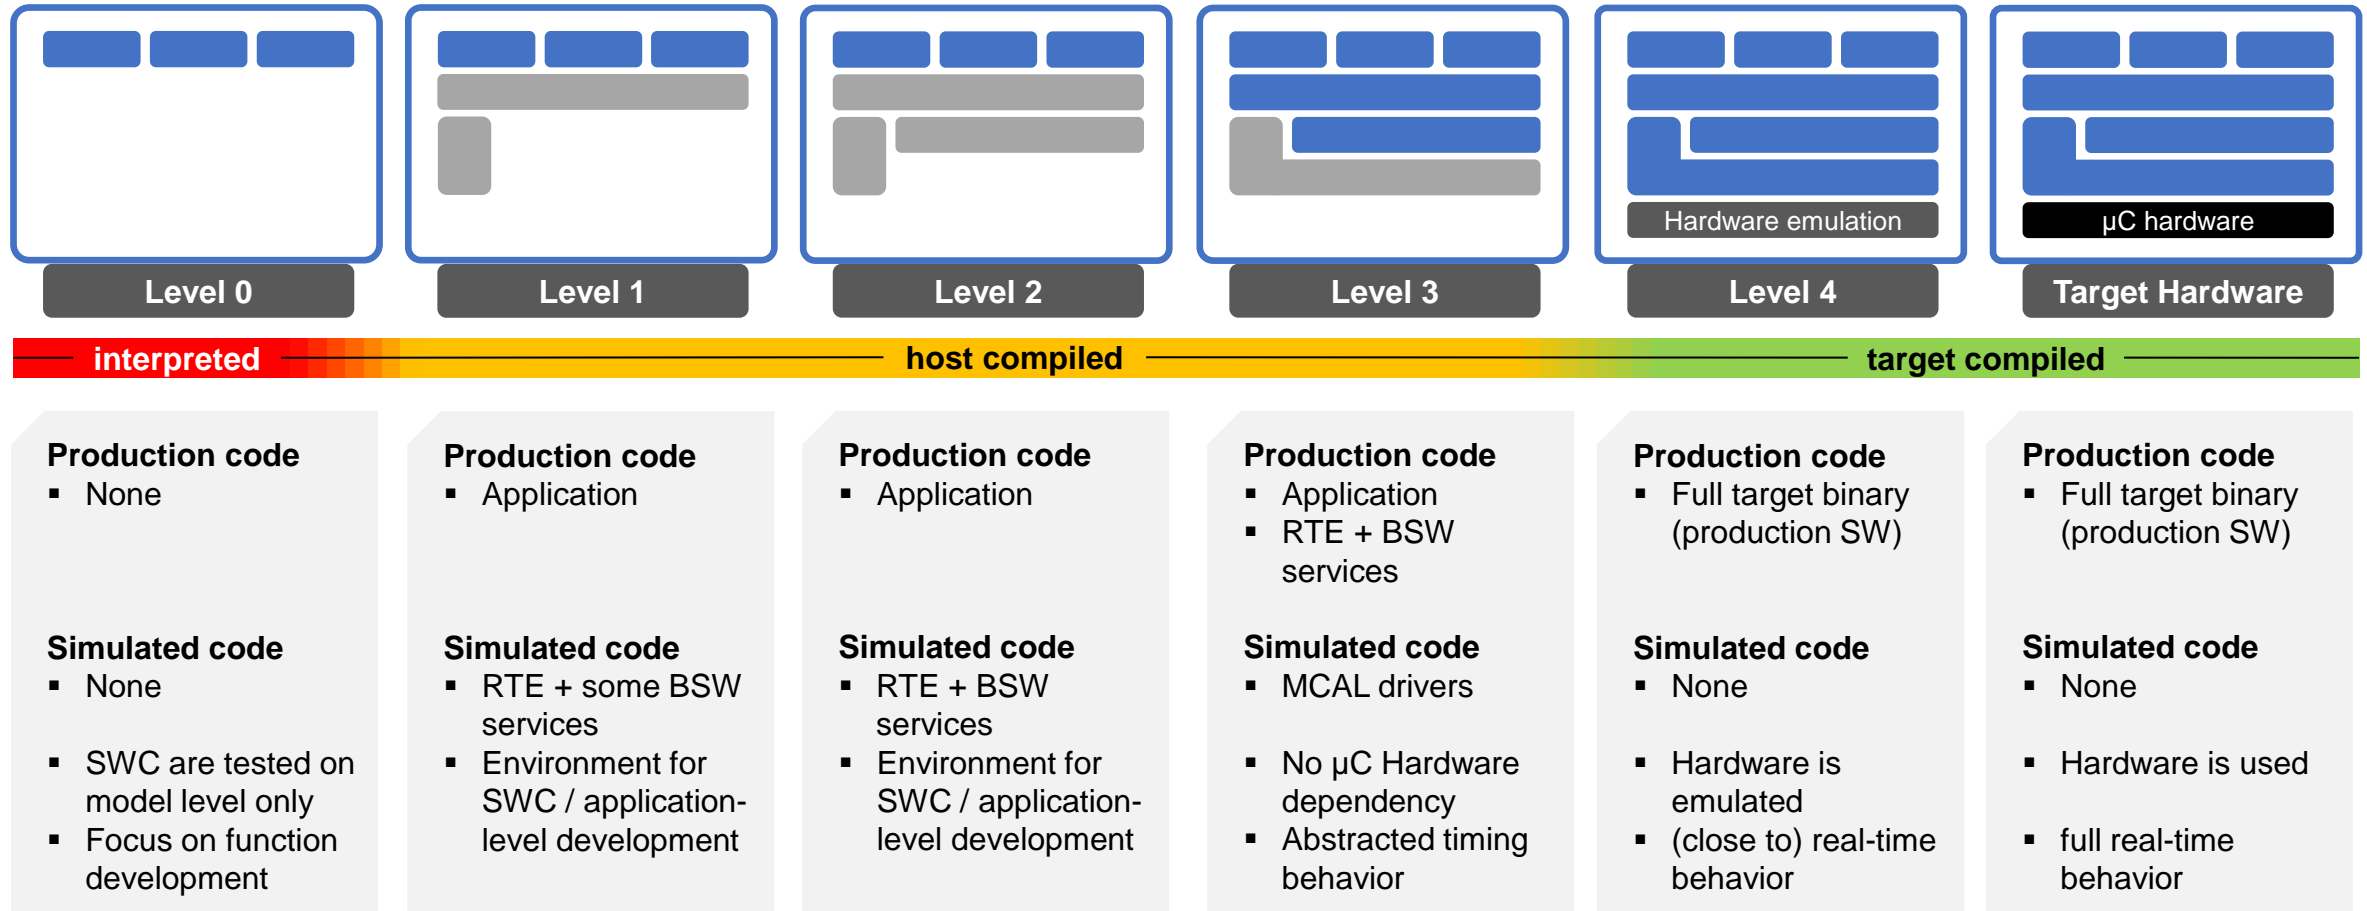 Hardware emulation
µC hardware
Level 0
Level 1
Level 2
Level 3
Level 4
Target Hardware
interpreted
host compiled
target compiled
Production code
▪ None
Simulated code
▪ None
▪ SWC are tested on
model level only
▪ Focus on function
development
Production code
▪ Application
Simulated code
▪ RTE + some BSW
services
▪ Environment for
SWC / application-
level development
Production code
▪ Application
Simulated code
▪ RTE + BSW
services
▪ Environment for
SWC / application-
level development
Production code
▪ Application
▪ RTE + BSW
services
Simulated code
▪ MCAL drivers
▪ No µC Hardware
dependency
▪ Abstracted timing
behavior
Production code
▪ Full target binary
(production SW)
Simulated code
▪ None
▪ Hardware is
emulated
▪ (close to) real-time
behavior
Production code
▪ Full target binary
(production SW)
Simulated code
▪ None
▪ Hardware is used
▪ full real-time
behavior